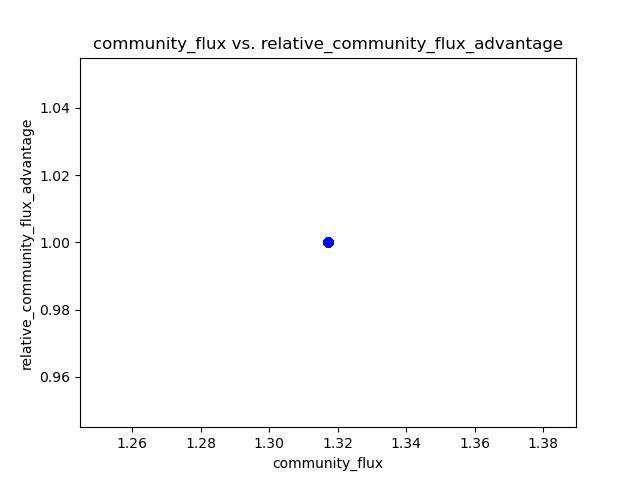 community_flux vs. relative_community_flux_advantage
1.04
1.02
1.00
0.98
0.96
relative_community_flux_advantage
1.26 1.28 1.30 1.32 1.34 1.36 1.38
community_flux